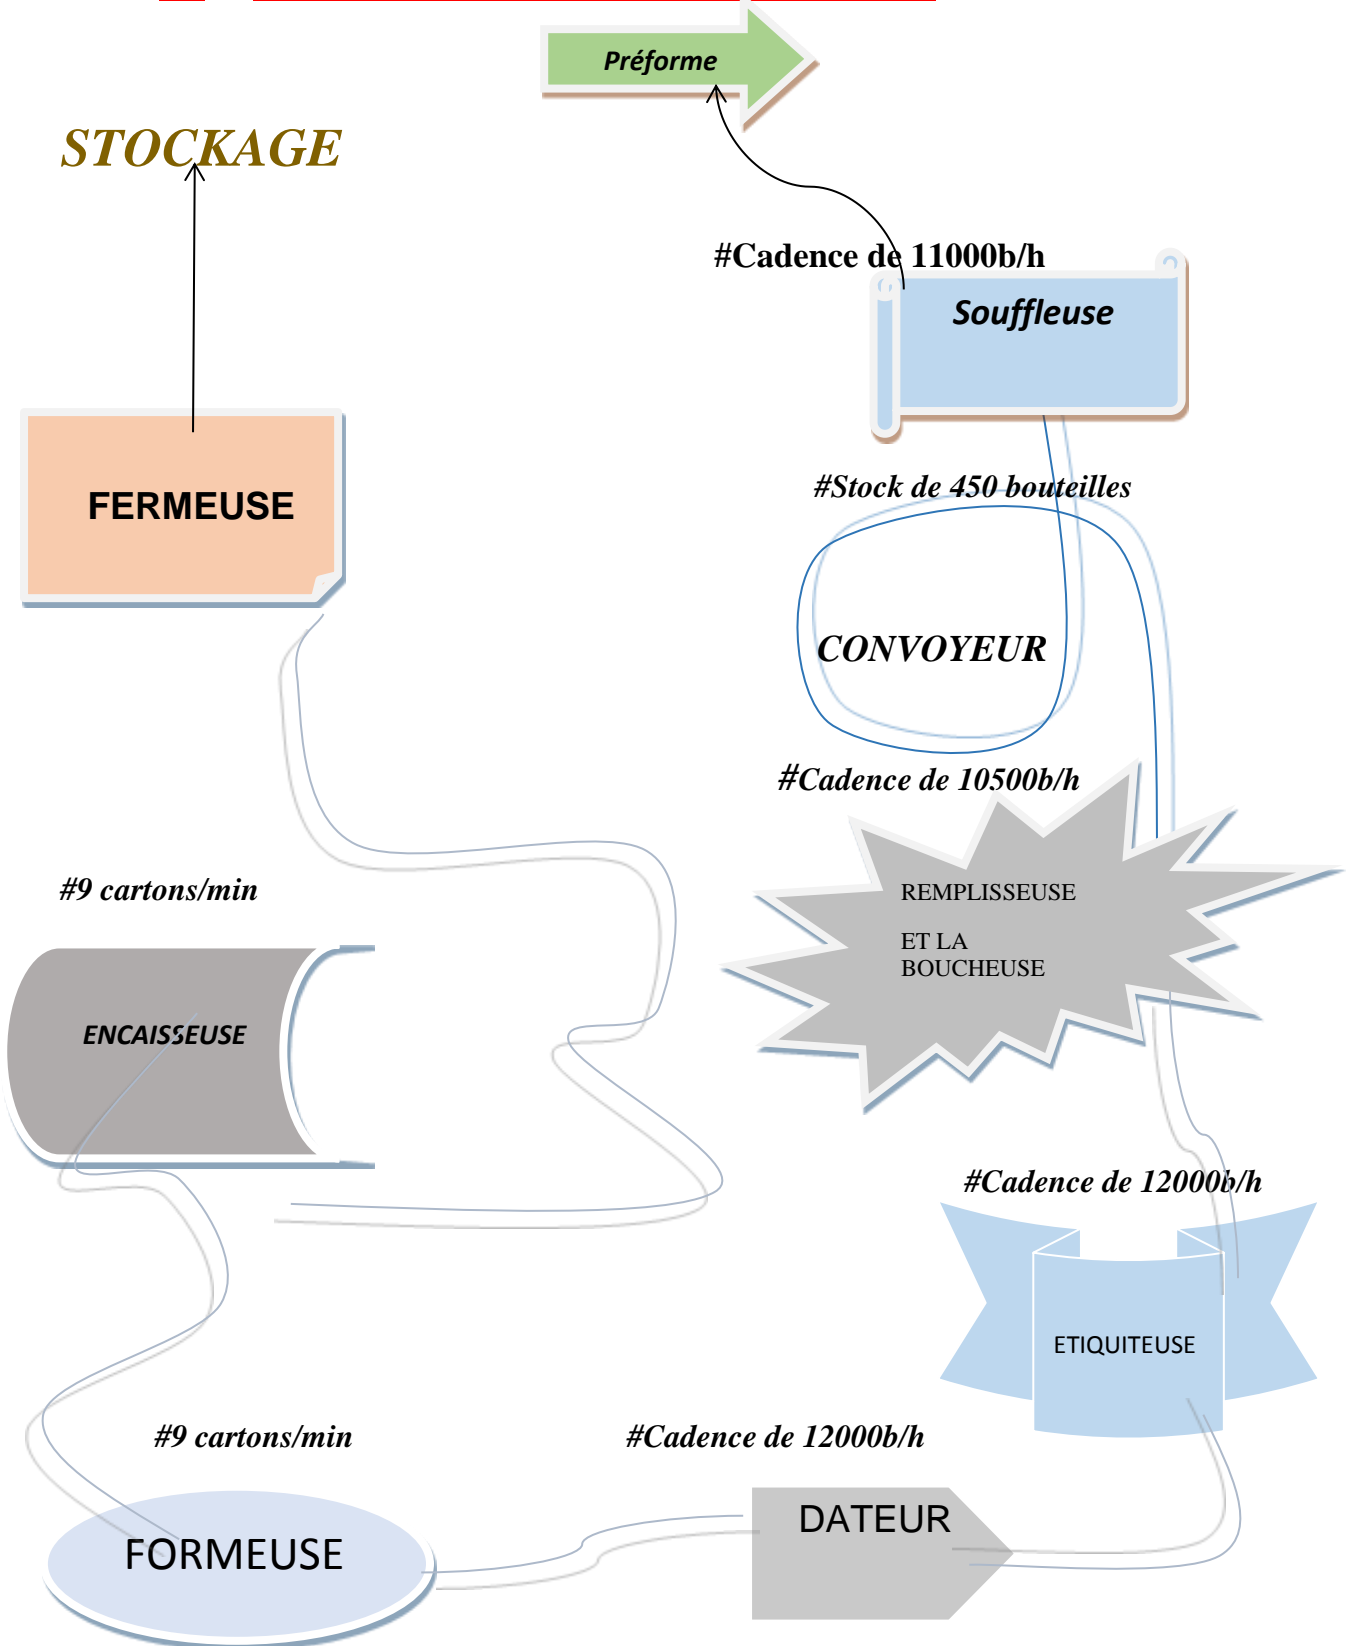 Préforme
STOCKAGE
#Cadence de 11000b/h
Souffleuse
FERMEUSE
#Stock de 450 bouteilles
CONVOYEUR
#Cadence de 10500b/h
#9 cartons/min
REMPLISSEUSE
ET LA
BOUCHEUSE
ENCAISSEUSE
#Cadence de 12000b/h
ETIQUITEUSE
#9 cartons/min
#Cadence de 12000b/h
DATEUR
FORMEUSE